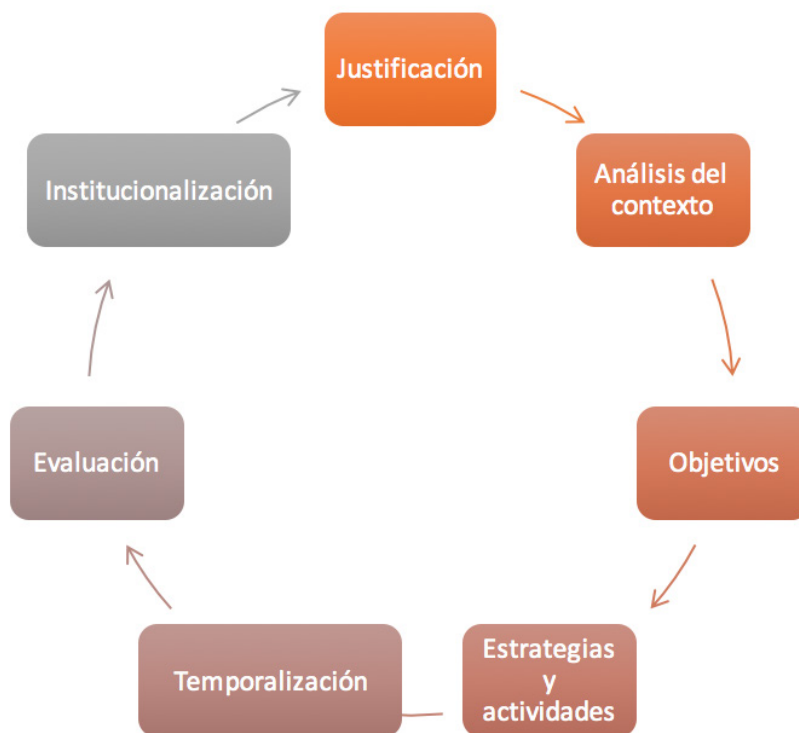 Justificación
Análisis del
contexto
Objetivos
Estrategias
y
actividades
Temporalización
Evaluación
Institucionalización